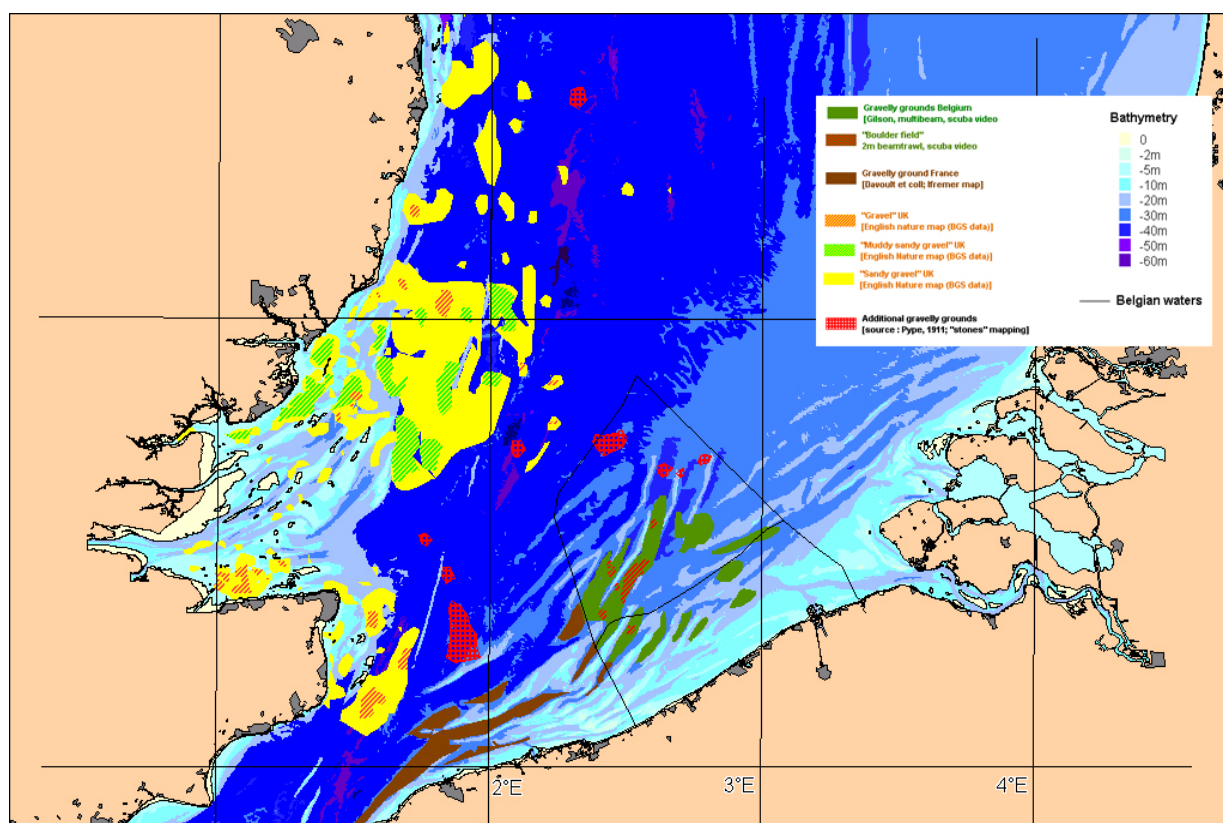 Gravelly grounds Belgium
[Gilson, multibeam, scuba video
"Boulder field"
2m beamtrawl, scuba video
Gravelly ground France
[Davoult et coll; Ifremer map]
"Gravel" UK
[English nature map (BGS data)]
"Muddy sandy gravel" UK
[English Nature map (BGS data)]
"Sandy gravel" UK
[English Nature map (BGS data)]
Additional gravelly grounds
[source : Pype, 1911; "stones" mapping]
Bathymetry
0
-2m
-5m
-10m
-20m
-30m
-40m
-50m
-60m
Belgian waters
2°E
3°E
4°E